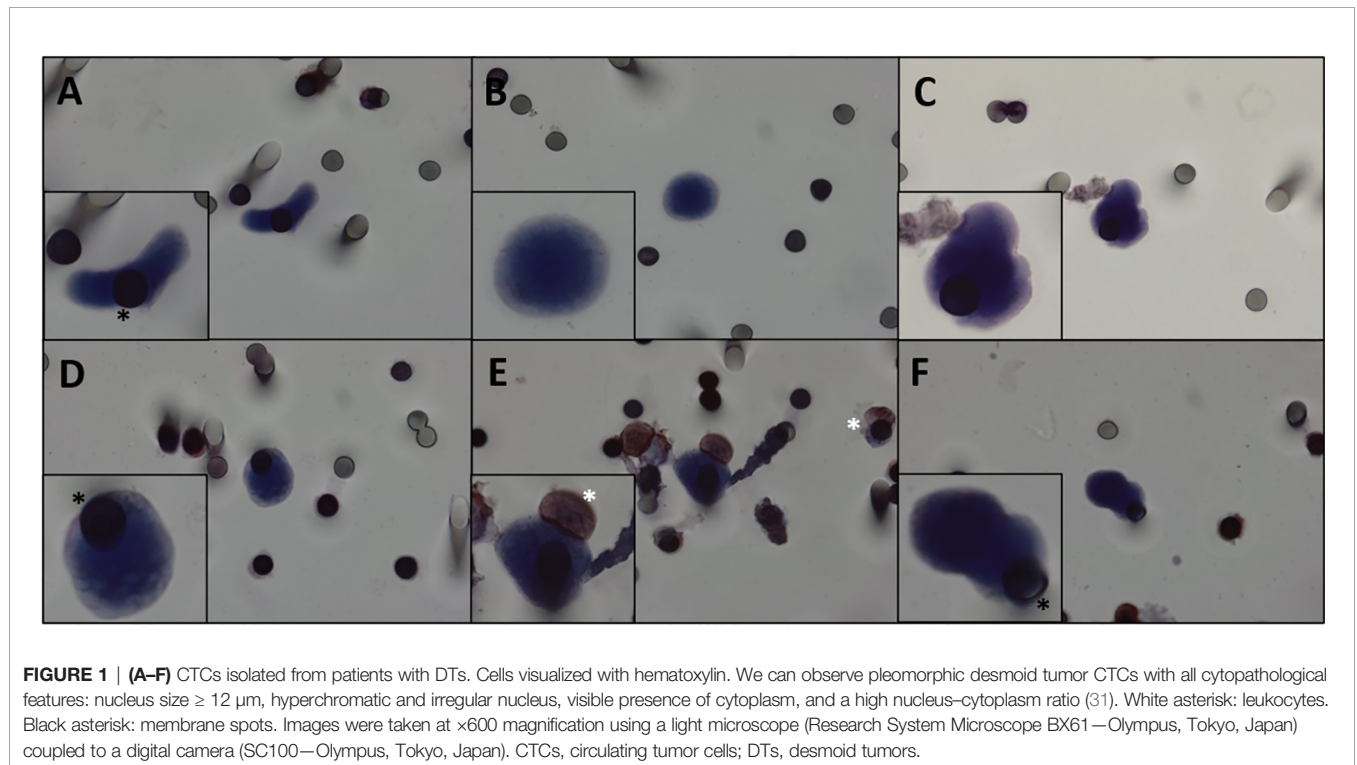 A
B
C
*
D
E
F
*
*
*
*
FIGURE 1 | (A–F) CTCs isolated from patients with DTs. Cells visualized with hematoxylin. We can observe pleomorphic desmoid tumor CTCs with all cytopathological
features: nucleus size ≥ 12 μm, hyperchromatic and irregular nucleus, visible presence of cytoplasm, and a high nucleus–cytoplasm ratio (31). White asterisk: leukocytes.
Black asterisk: membrane spots. Images were taken at ×600 magnification using a light microscope (Research System Microscope BX61—Olympus, Tokyo, Japan)
coupled to a digital camera (SC100—Olympus, Tokyo, Japan). CTCs, circulating tumor cells; DTs, desmoid tumors.